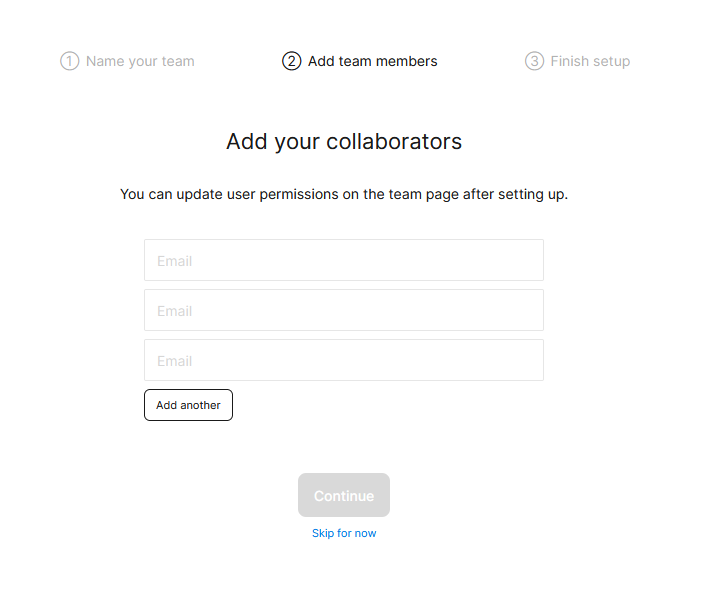 1 Name your team 2 Add team members 3 Finish setup
Add your collaborators
You can update user permissions on the team page after setting up.
Email
Email
Email
Add another
Continue
Skip for now